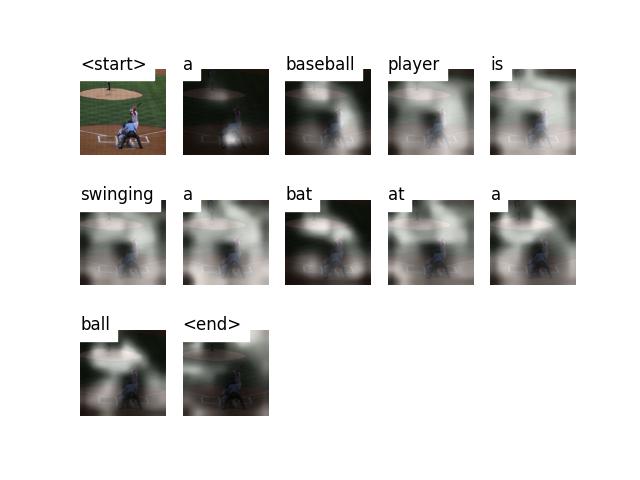 <start> a baseball player is
swinging a bat at a
ball <end>